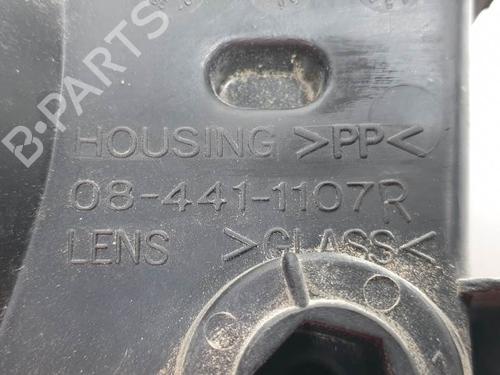 HOUSING >PP<
08-441-1107R
LENS >GLASS<
B-PARTS